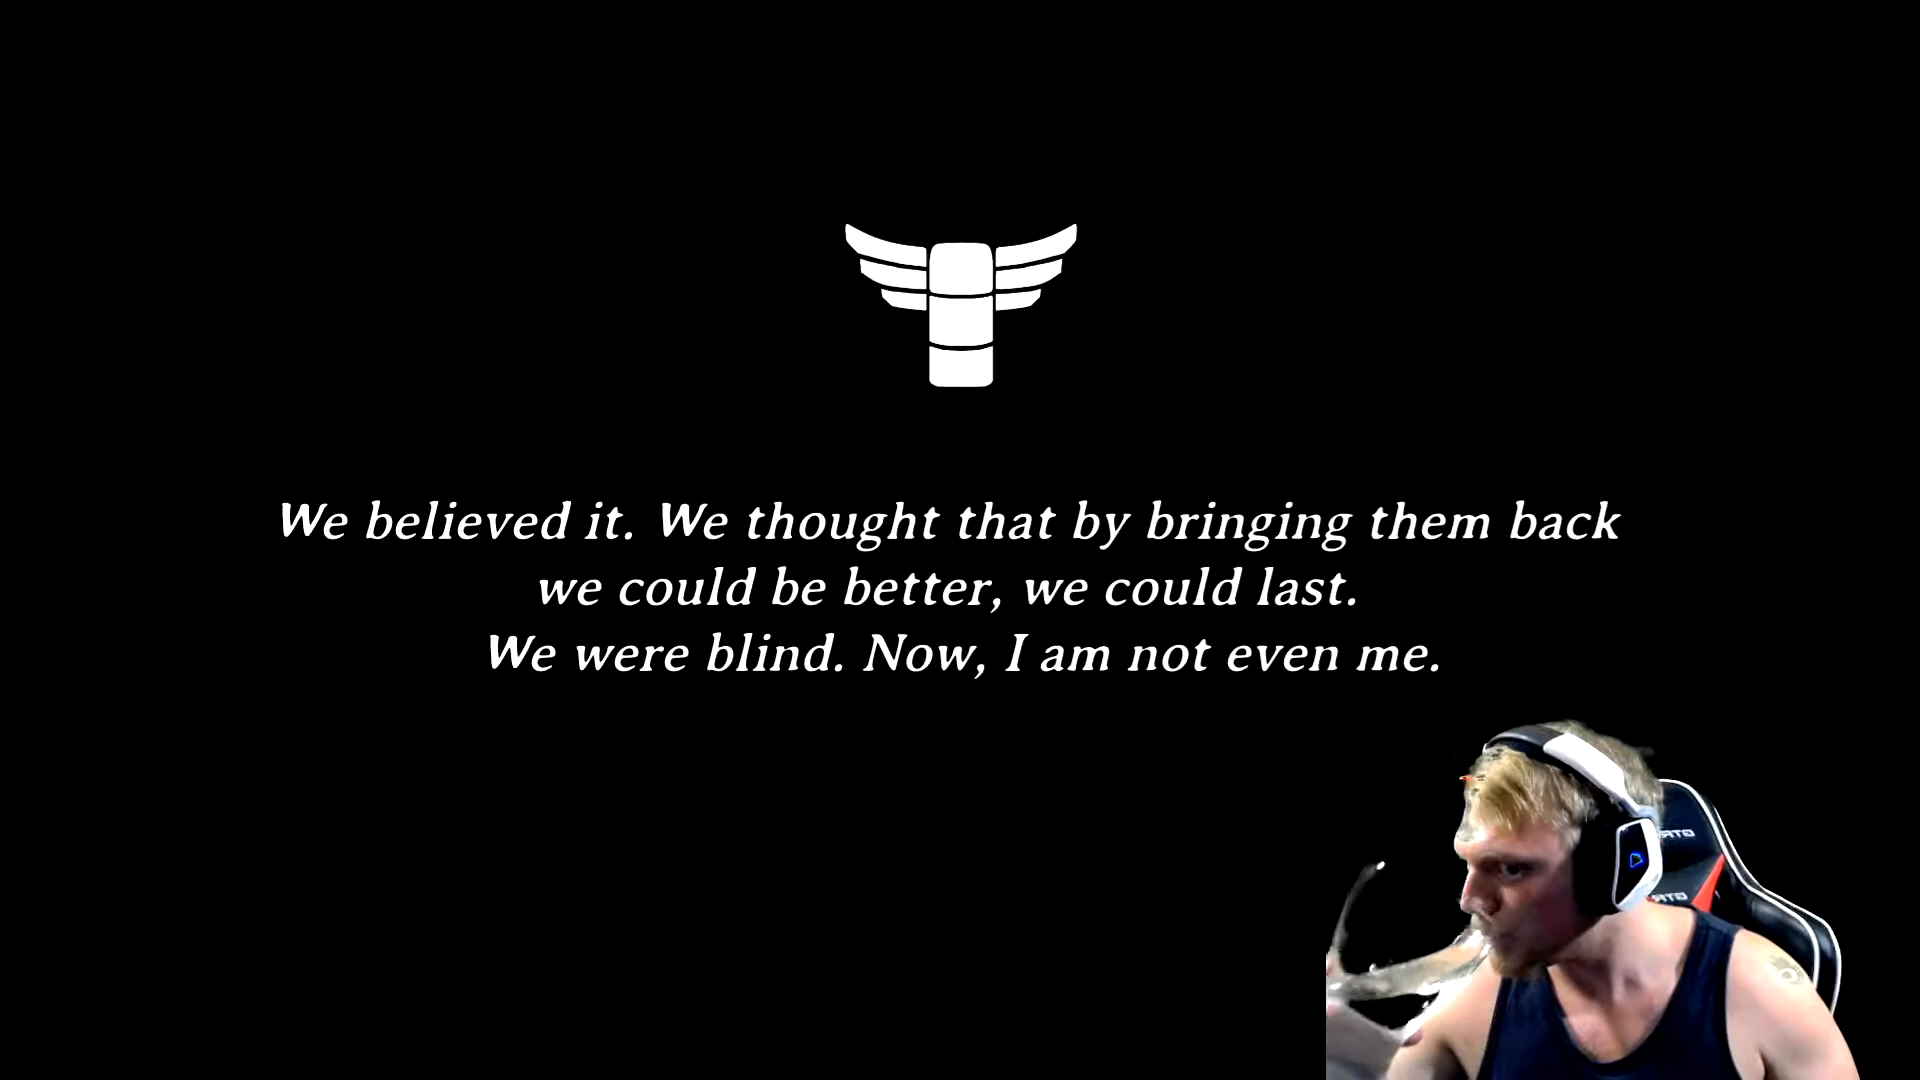 We believed it. We thought that by bringing them back
we could be better, we could last.
We were blind. Now, I am not even me.